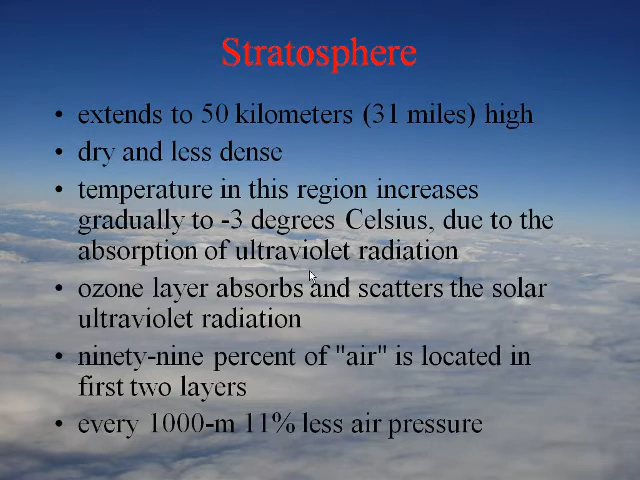 Stratosphere
• extends to 50 kilometers (31 miles) high
• dry and less dense
• temperature in this region increases
gradually to -3 degrees Celsius, due to the
absorption of ultraviolet radiation
• ozone layer absorbs and scatters the solar
ultraviolet radiation
• ninety-nine percent of "air" is located in
first two layers
• every 1000-m 11% less air pressure